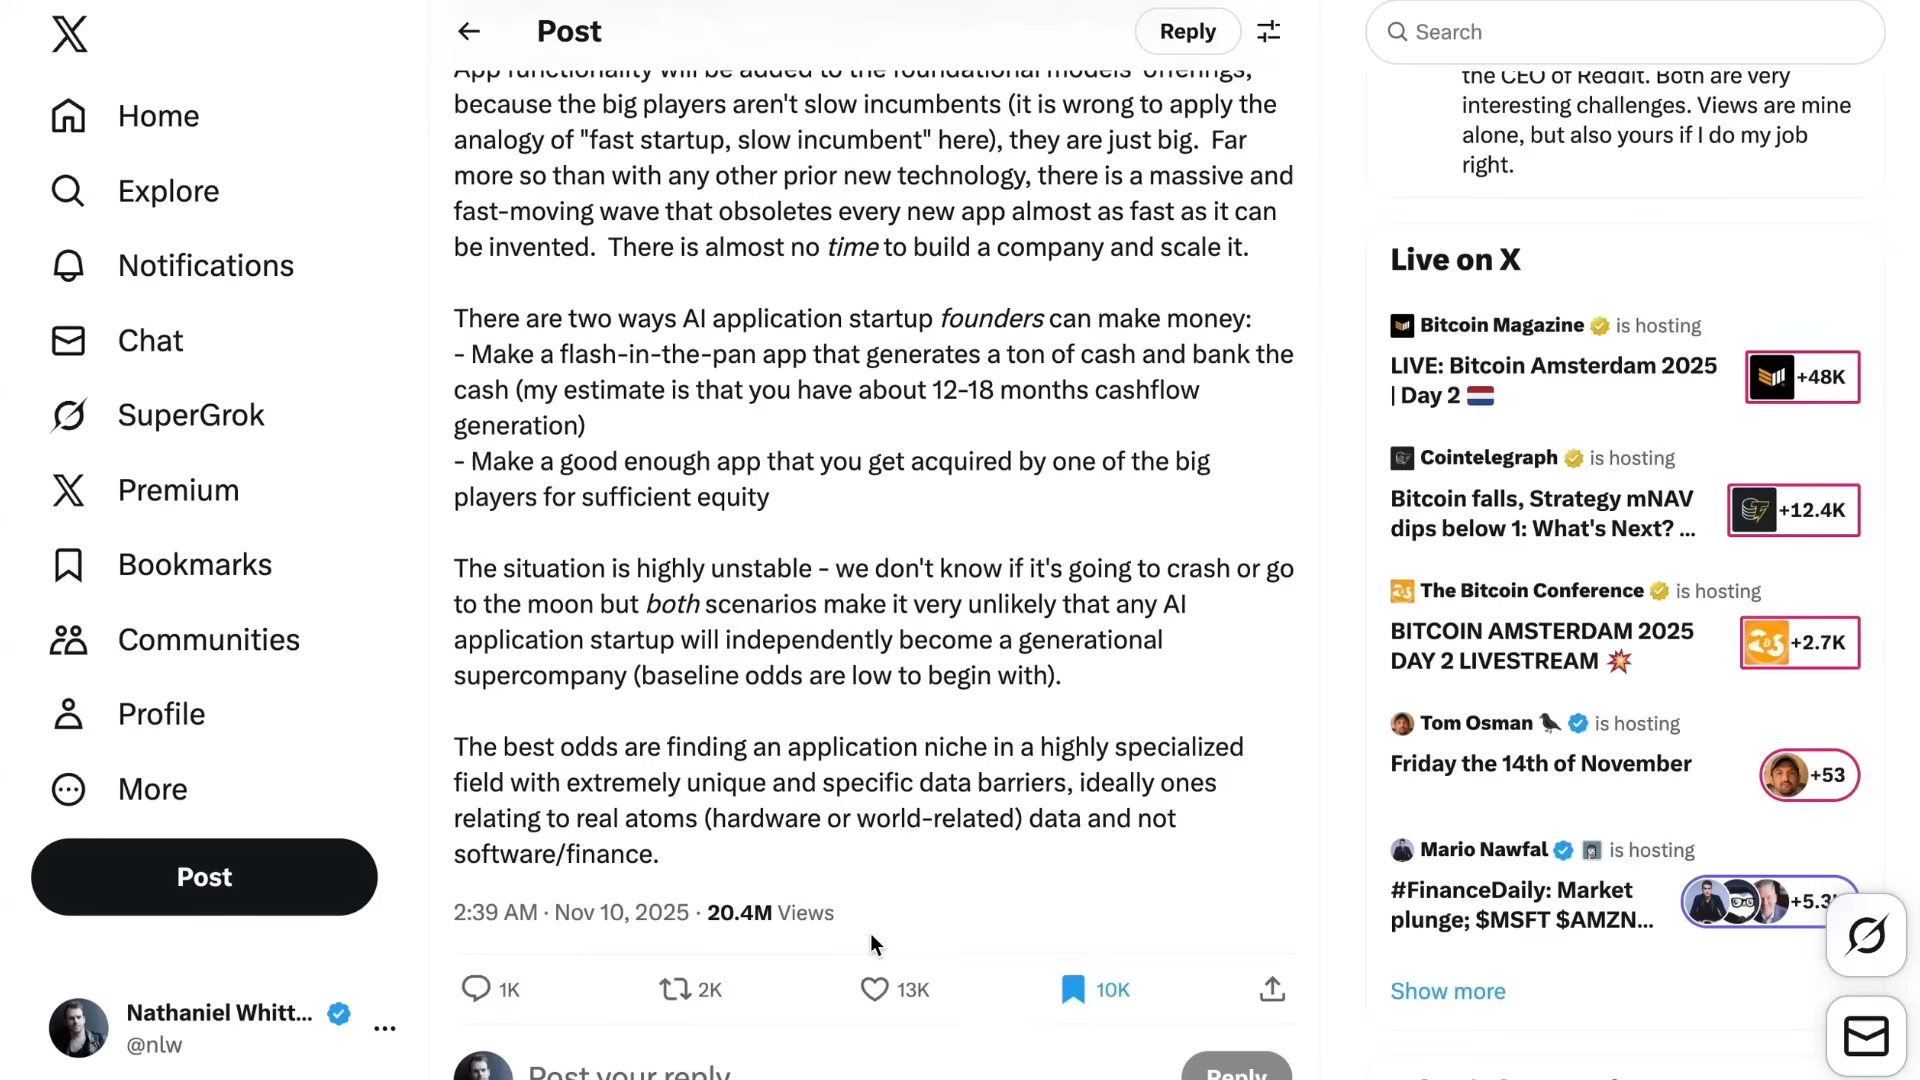 Home
Explore
Notifications
Chat
SuperGrok
Premium
Bookmarks
Communities
Profile
More
Post
Nathaniel Whitt...
@nlw
Post
Reply
App functionality will be added to the foundational models' offerings,
because the big players aren't slow incumbents (it is wrong to apply the
analogy of "fast startup, slow incumbent" here), they are just big. Far
more so than with any other prior new technology, there is a massive and
fast-moving wave that obsoletes every new app almost as fast as it can
be invented. There is almost no time to build a company and scale it.
There are two ways AI application startup founders can make money:
- Make a flash-in-the-pan app that generates a ton of cash and bank the
cash (my estimate is that you have about 12-18 months cashflow
generation)
- Make a good enough app that you get acquired by one of the big
players for sufficient equity
The situation is highly unstable - we don't know if it's going to crash or go
to the moon but both scenarios make it very unlikely that any AI
application startup will independently become a generational
supercompany (baseline odds are low to begin with).
The best odds are finding an application niche in a highly specialized
field with extremely unique and specific data barriers, ideally ones
relating to real atoms (hardware or world-related) data and not
software/finance.
2:39 AM · Nov 10, 2025 · 20.4M Views
1K 2K 13K 10K
Post your reply
Reply
Search
the CEO of Reddit. Both are very
interesting challenges. Views are mine
alone, but also yours if I do my job
right.
Live on X
Bitcoin Magazine is hosting
LIVE: Bitcoin Amsterdam 2025
| Day 2
+48K
Cointelegraph is hosting
Bitcoin falls, Strategy mNAV
dips below 1: What's Next? ...
+12.4K
The Bitcoin Conference is hosting
BITCOIN AMSTERDAM 2025
DAY 2 LIVESTREAM
+2.7K
Tom Osman is hosting
Friday the 14th of November
+53
Mario Nawfal is hosting
#FinanceDaily: Market
plunge; $MSFT $AMZN...
+5.3
Show more